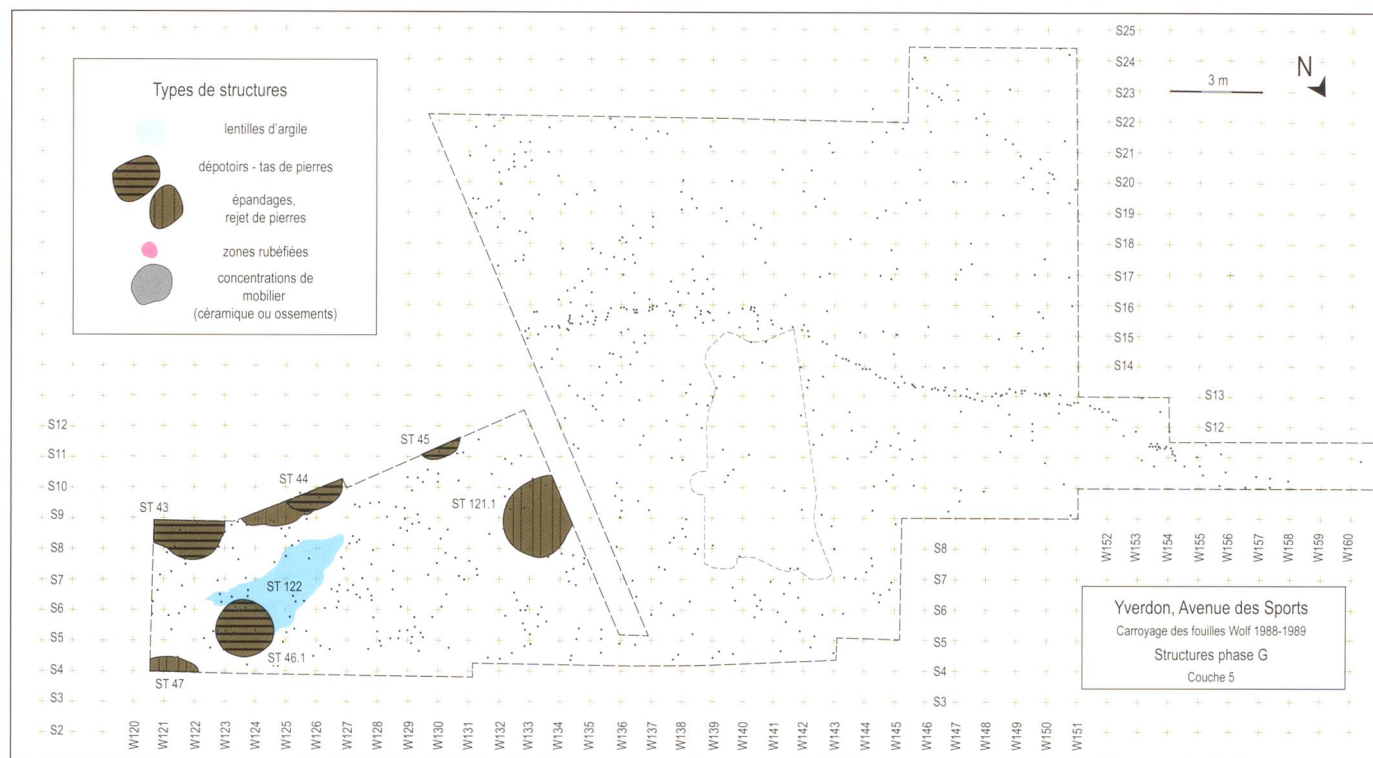 Types de structures
lentilles d'argile
dépotoirs - tas de pierres
épandages,
rejet de pierres
zones rubéfiées
concentrations de
mobilier
(céramique ou ossements)
S25
S24
S23
S22
S21
S20
S19
S18
S17
S16
S15
S14
S13
S12
3 m
N
S12
S11
S10
S9
S8
S7
S6
S5
S4
S3
S2
ST 45
ST 44
ST 43
ST 121.1
ST 122
ST 46.1
ST 47
S8
S7
S6
S5
S4
S3
W120 W121 W122 W123 W124 W125 W126 W127 W128 W129 W130 W131 W132 W133 W134 W135 W136 W137 W138 W139 W140 W141 W142 W143 W144 W145 W146 W147 W148 W149 W150 W151
W152 W153 W154 W155 W156 W157 W158 W159 W160
Yverdon, Avenue des Sports
Carroyage des fouilles Wolf 1988-1989
Structures phase G
Couche 5